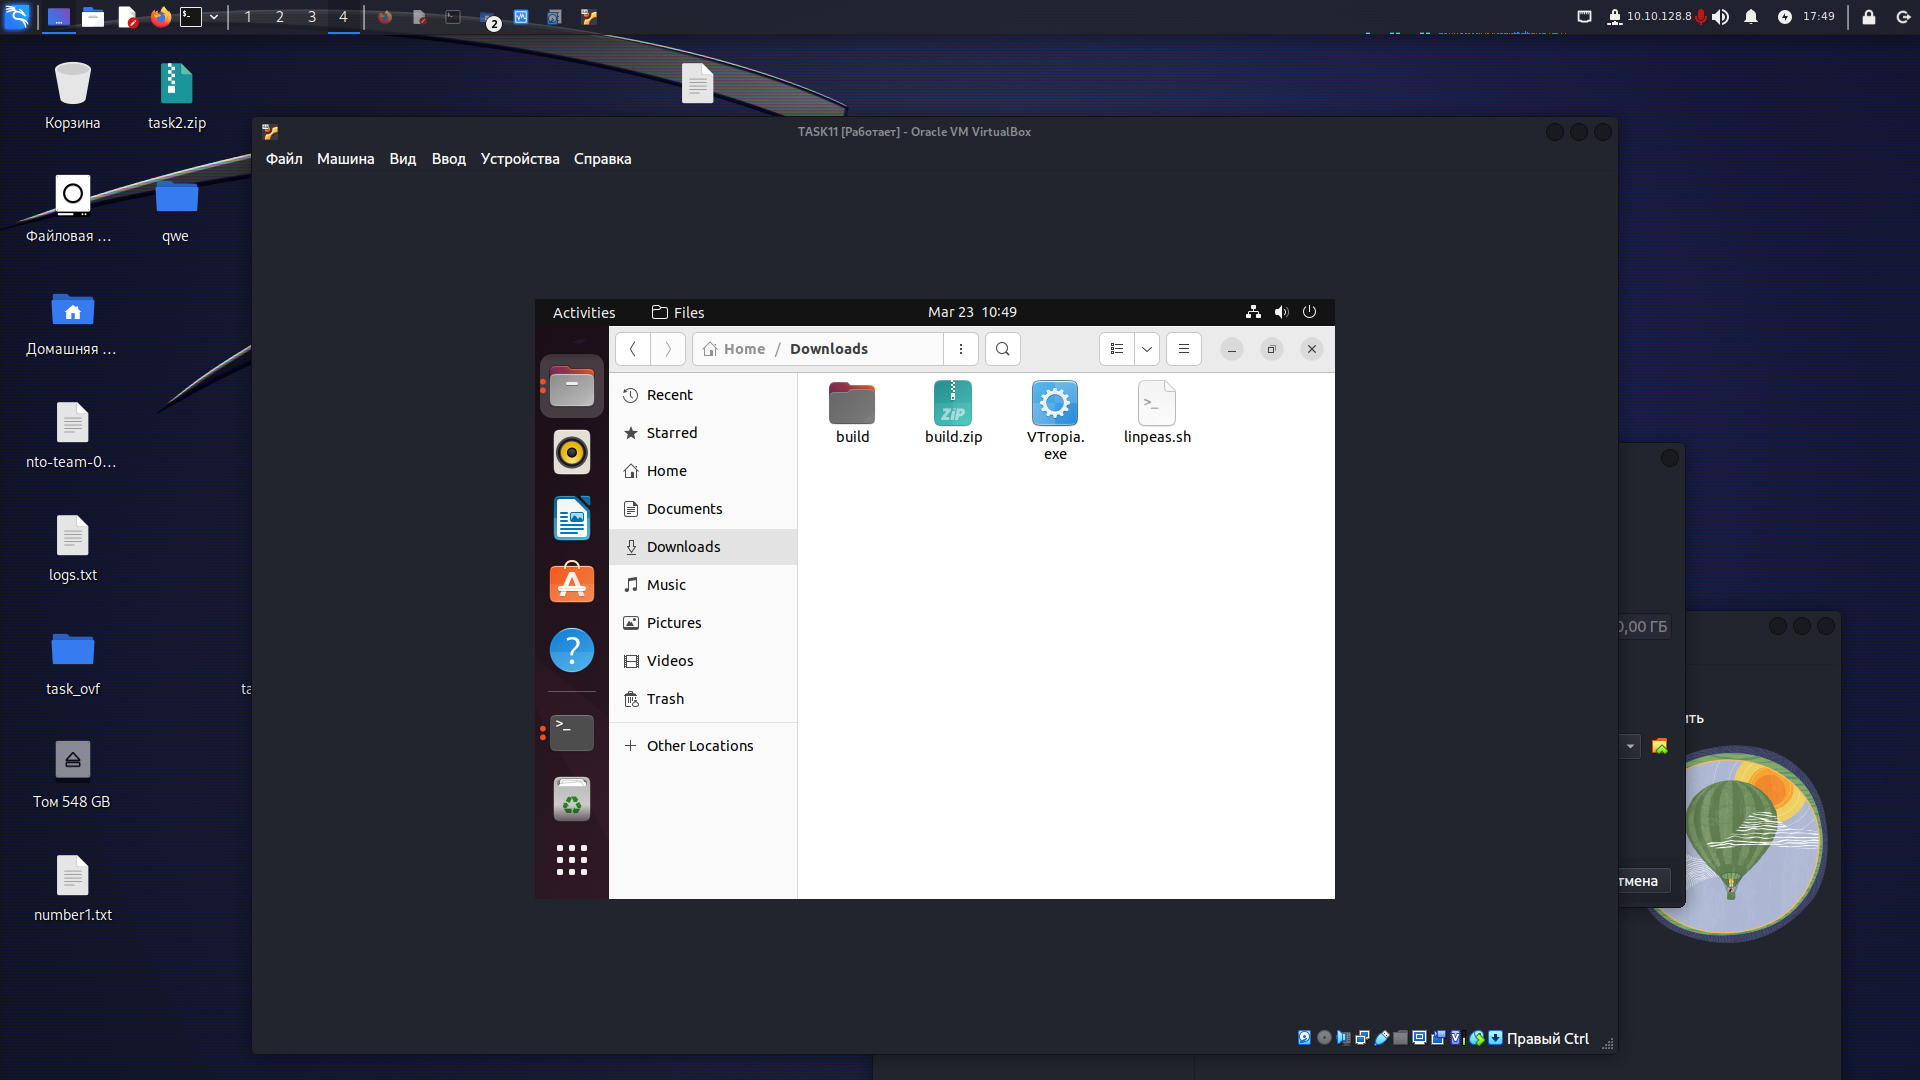 1 2 3 4
2
10.10.128.8
17:49
Корзина
task2.zip
Файловая ...
qwe
Домашняя ...
nto-team-0...
logs.txt
task_ovf
Том 548 GB
number1.txt
TASK11 [Работает] - Oracle VM VirtualBox
Файл Машина Вид Ввод Устройства Справка
Activities Files Mar 23 10:49
Home / Downloads
Recent
Starred
Home
Documents
Downloads
Music
Pictures
Videos
Trash
+ Other Locations
build
ZiP
build.zip
VTropia.
exe
>_
linpeas.sh
>_
?
0,00 ГБ
ить
тмена
Правый Ctrl